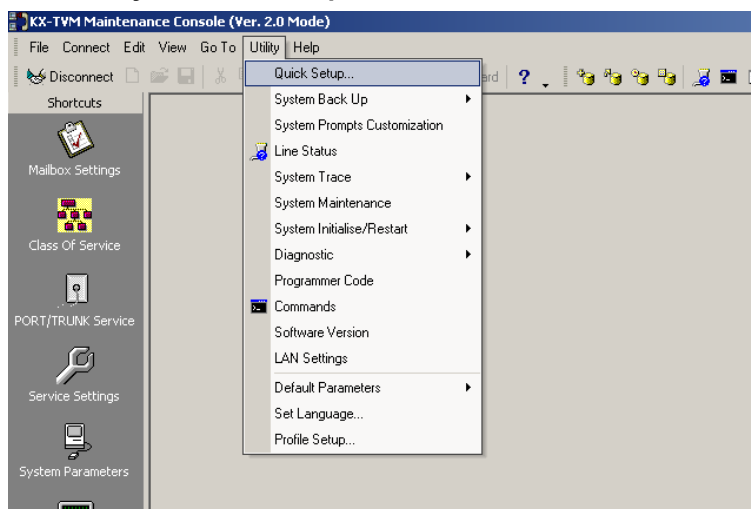 KX-TVM Maintenance Console (Ver. 2.0 Mode)
File Connect Edit View Go To Utility Help
Disconnect ard ?
Shortcuts
Mailbox Settings
Class Of Service
PORT/TRUNK Service
Service Settings
System Parameters
Quick Setup...
System Back Up
System Prompts Customization
Line Status
System Trace
System Maintenance
System Initialise/Restart
Diagnostic
Programmer Code
Commands
Software Version
LAN Settings
Default Parameters
Set Language...
Profile Setup...